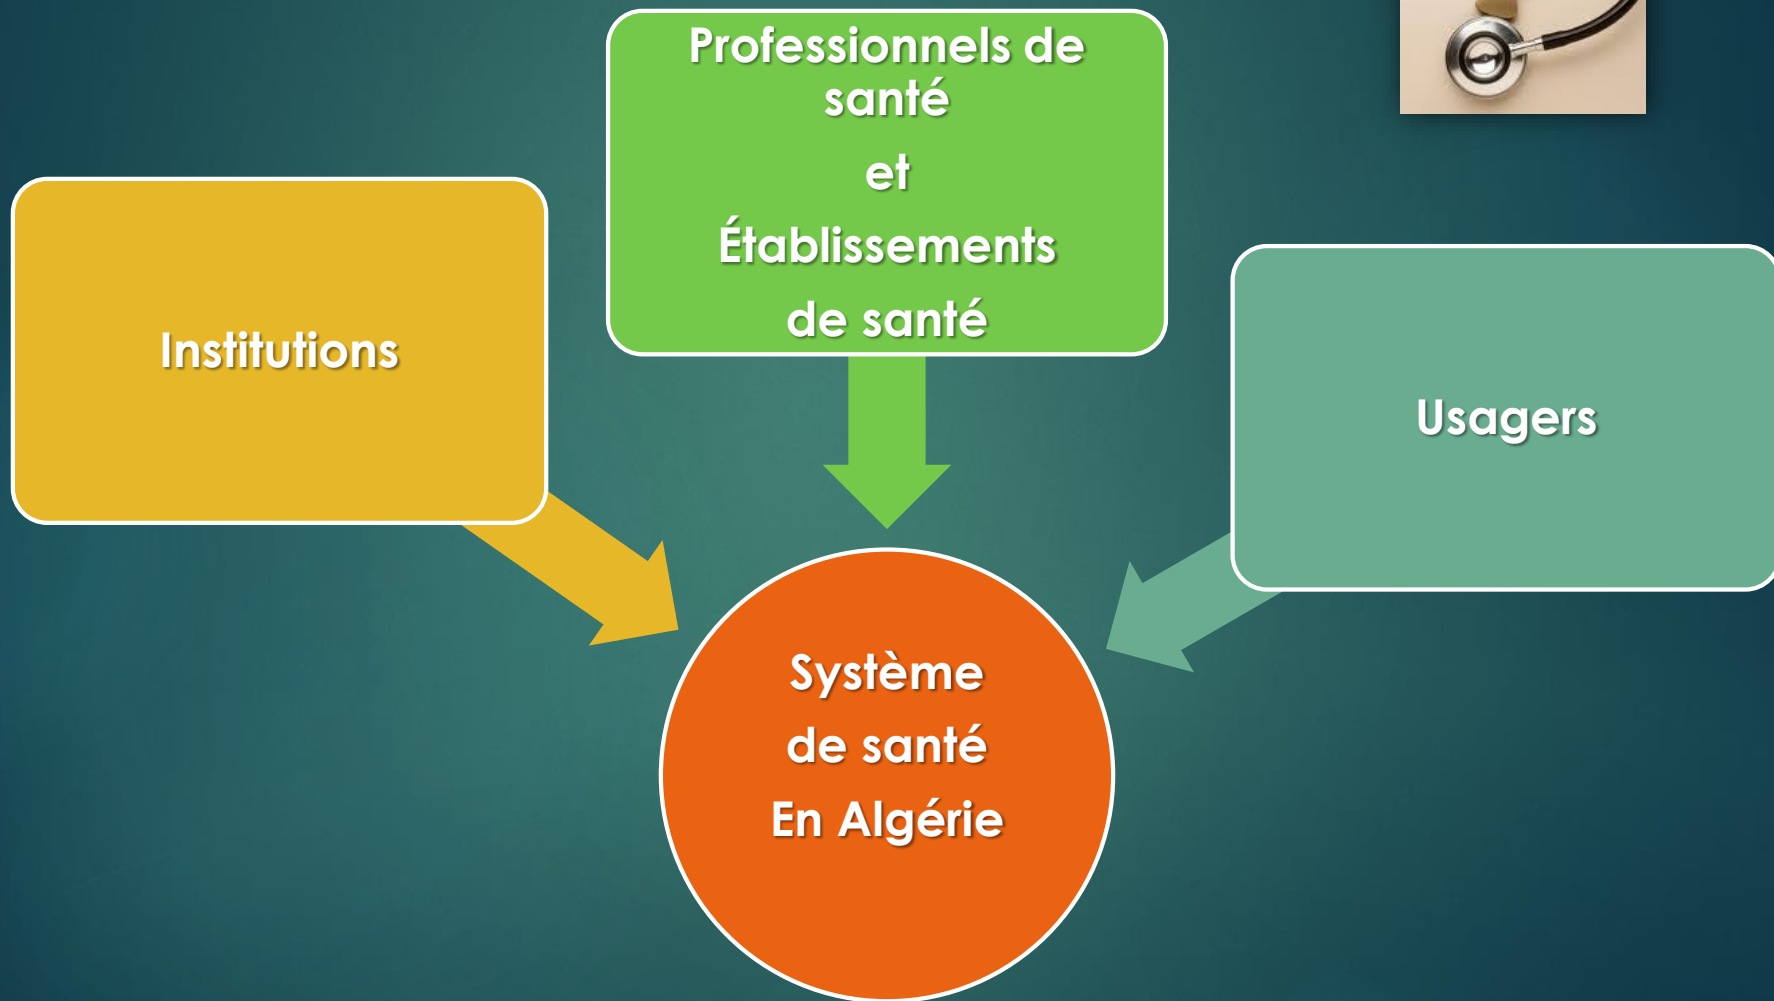 Professionnels de
santé
et
Établissements
de santé
Institutions
Usagers
Système
de santé
En Algérie